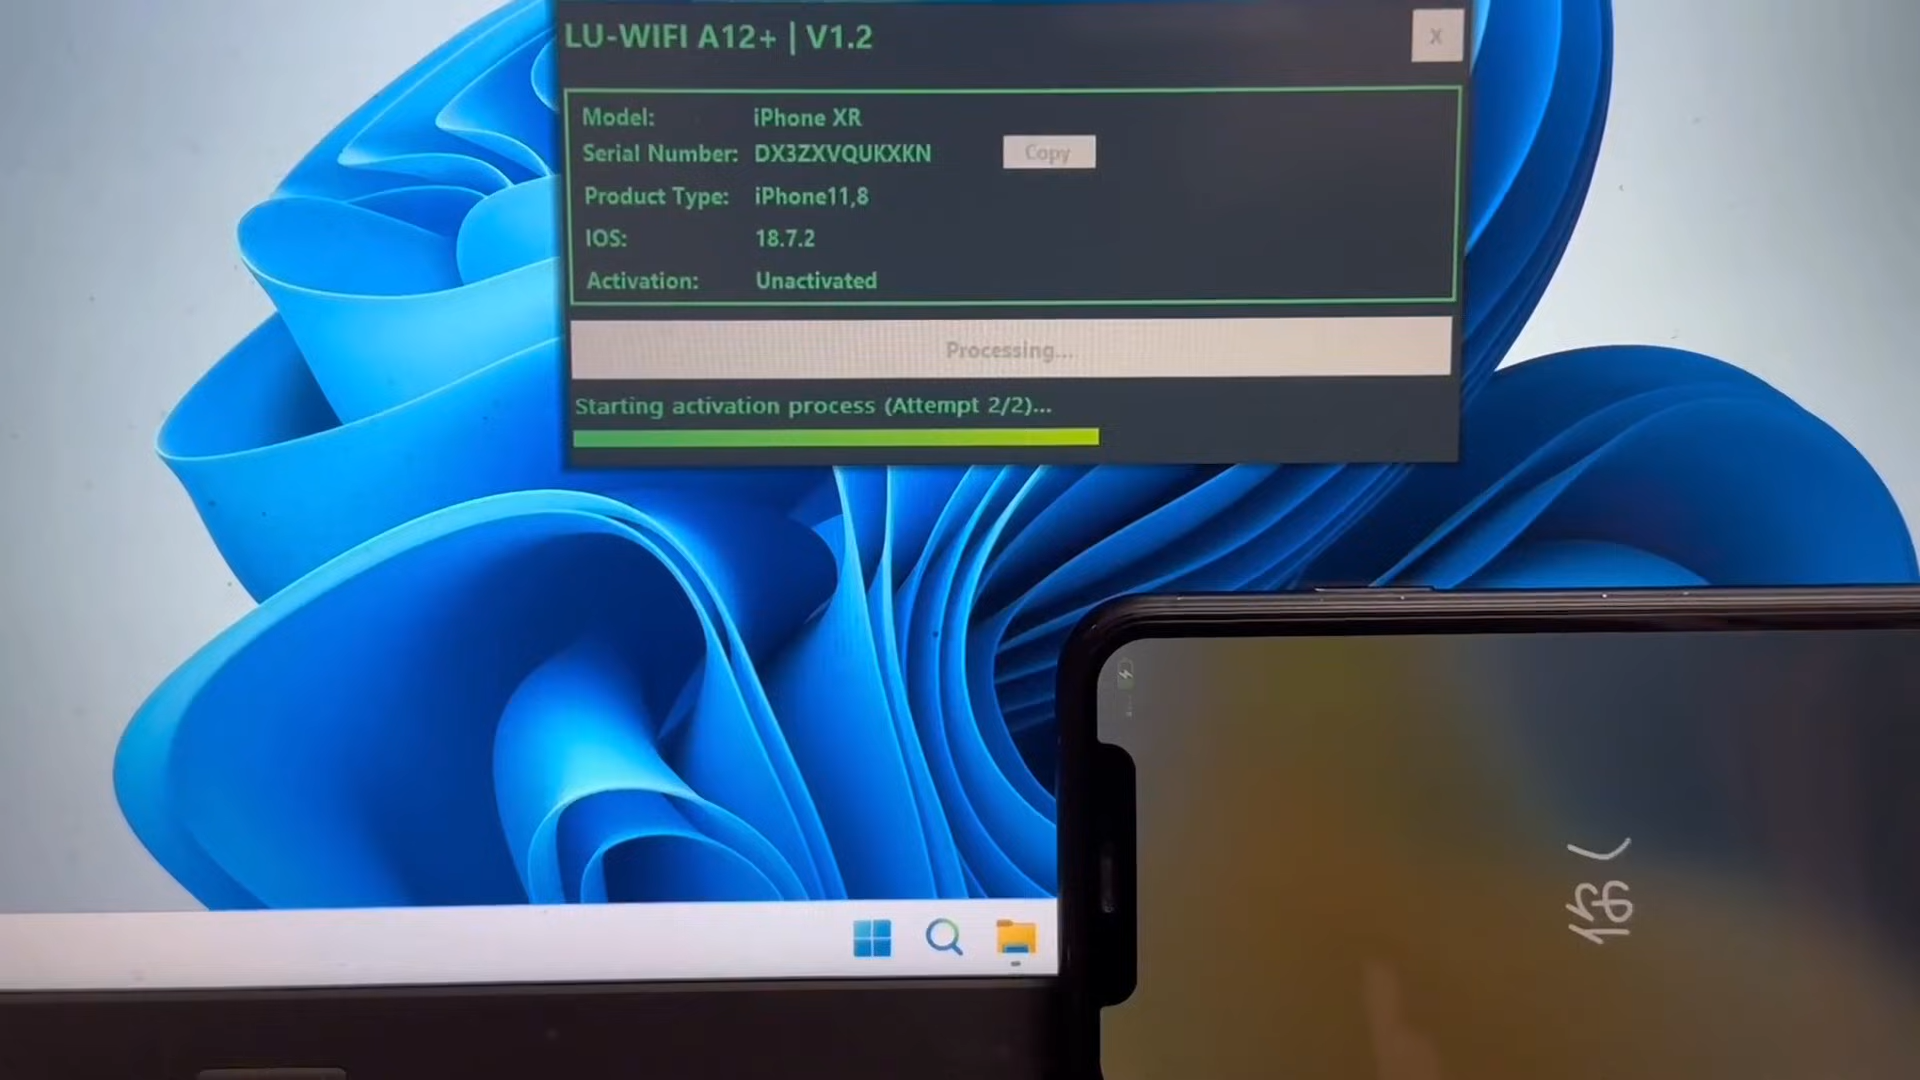 LU-WIFI A12+ | V1.2
X
Model: iPhone XR
Serial Number: DX3ZXVQUKXKN Copy
Product Type: iPhone11,8
IOS: 18.7.2
Activation: Unactivated
Processing...
Starting activation process (Attempt 2/2)...